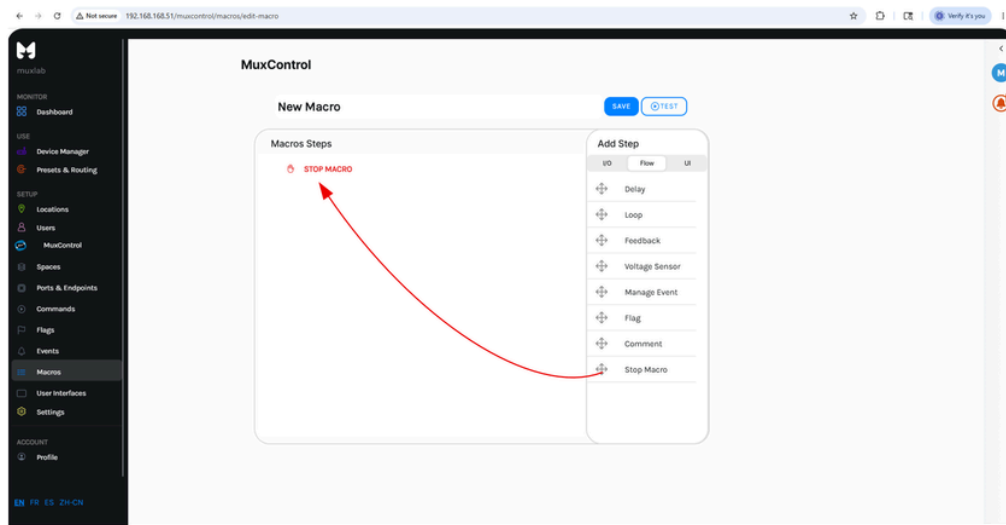 Not secure 192.168.168.51/muxcontrol/macros/edit-macro
Verify it's you
muxlab
MONITOR
Dashboard
USE
Device Manager
Presets & Routing
SETUP
Locations
Users
MuxControl
Spaces
Ports & Endpoints
Commands
Flags
Events
Macros
User Interfaces
Settings
ACCOUNT
Profile
EN FR ES ZH-CN
MuxControl
New Macro
SAVE
TEST
Macros Steps
STOP MACRO
Add Step
I/O Flow UI
Delay
Loop
Feedback
Voltage Sensor
Manage Event
Flag
Comment
Stop Macro
M